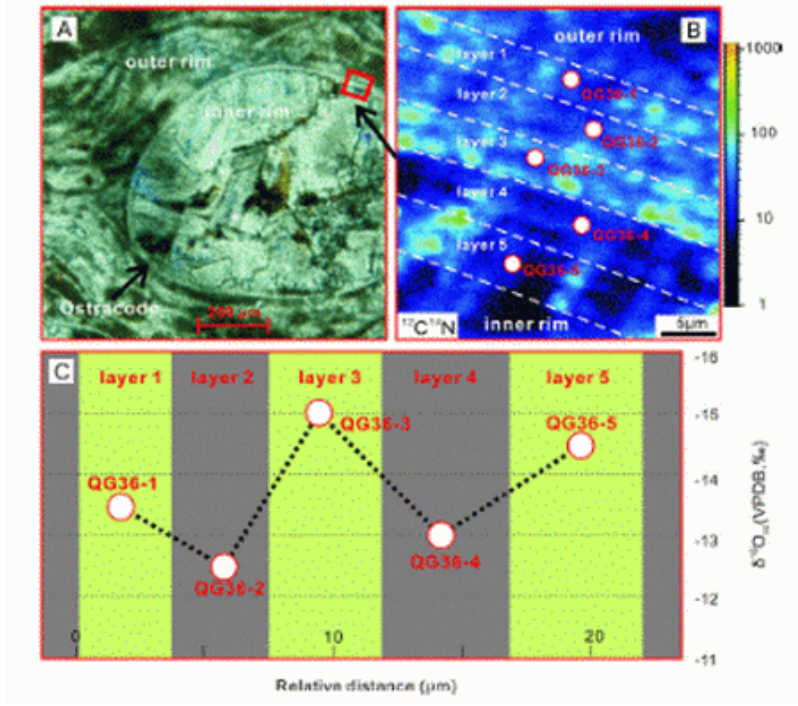 A
outer rim
inner rim
Ostracode
200 µm
B
outer rim
layer 1
QG36-1
layer 2
QG36-2
layer 3
QG36-3
layer 4
QG36-4
layer 5
QG36-5
inner rim
5µm
1000
100
10
1
C
layer 1
layer 2
layer 3
layer 4
layer 5
QG36-1
QG36-2
QG36-3
QG36-4
QG36-5
0
10
20
-16
-15
-14
-13
-12
-11
Relative distance (µm)